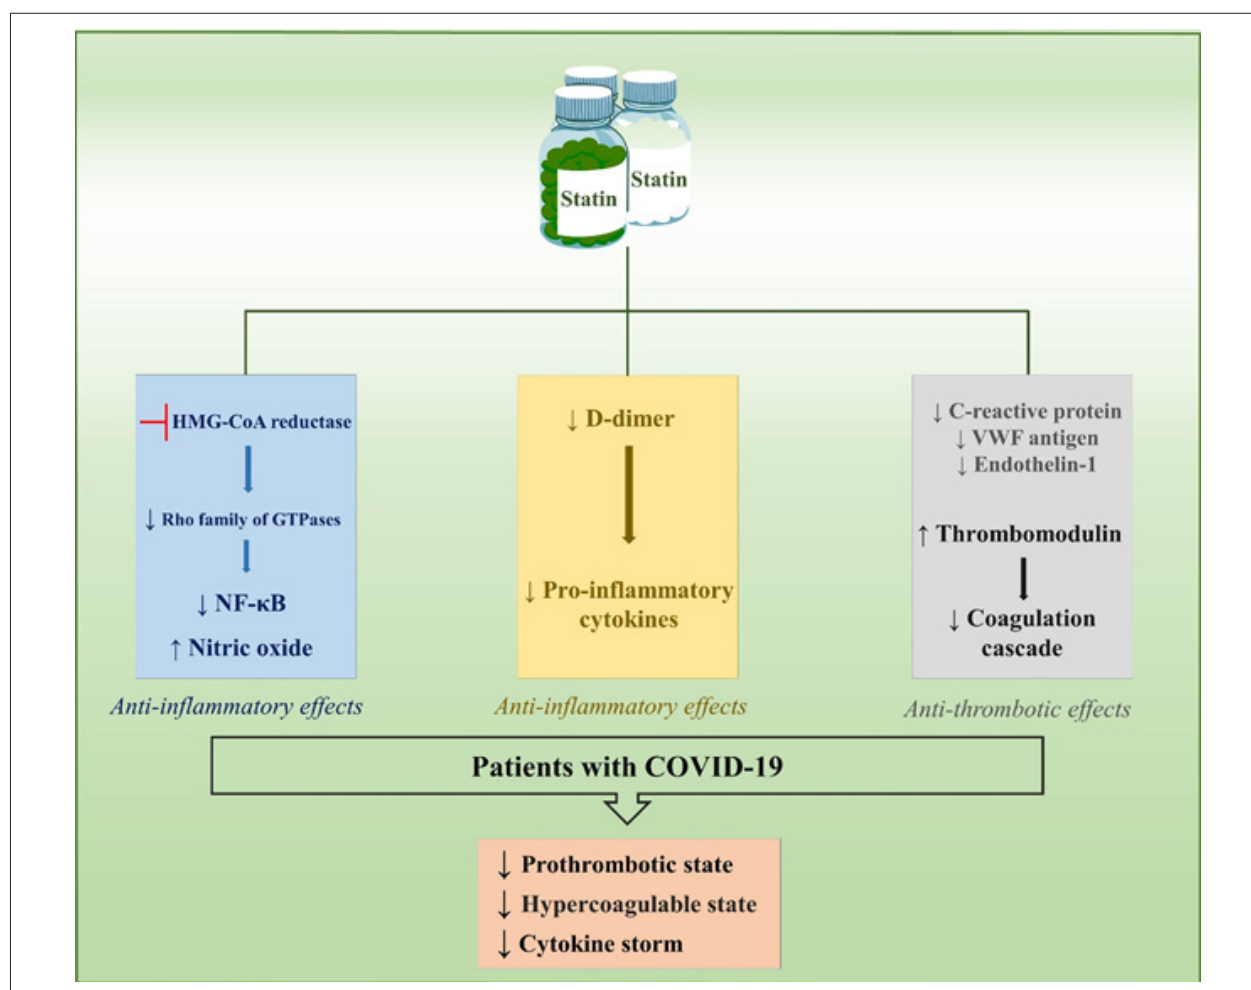 Statin
Statin
HMG-CoA reductase
↓ Rho family of GTPases
↓ NF-κB
↑ Nitric oxide
Anti-inflammatory effects
↓ D-dimer
↓ Pro-inflammatory
cytokines
Anti-inflammatory effects
↓ C-reactive protein
↓ VWF antigen
↓ Endothelin-1
↑ Thrombomodulin
↓ Coagulation
cascade
Anti-thrombotic effects
Patients with COVID-19
↓ Prothrombotic state
↓ Hypercoagulable state
↓ Cytokine storm